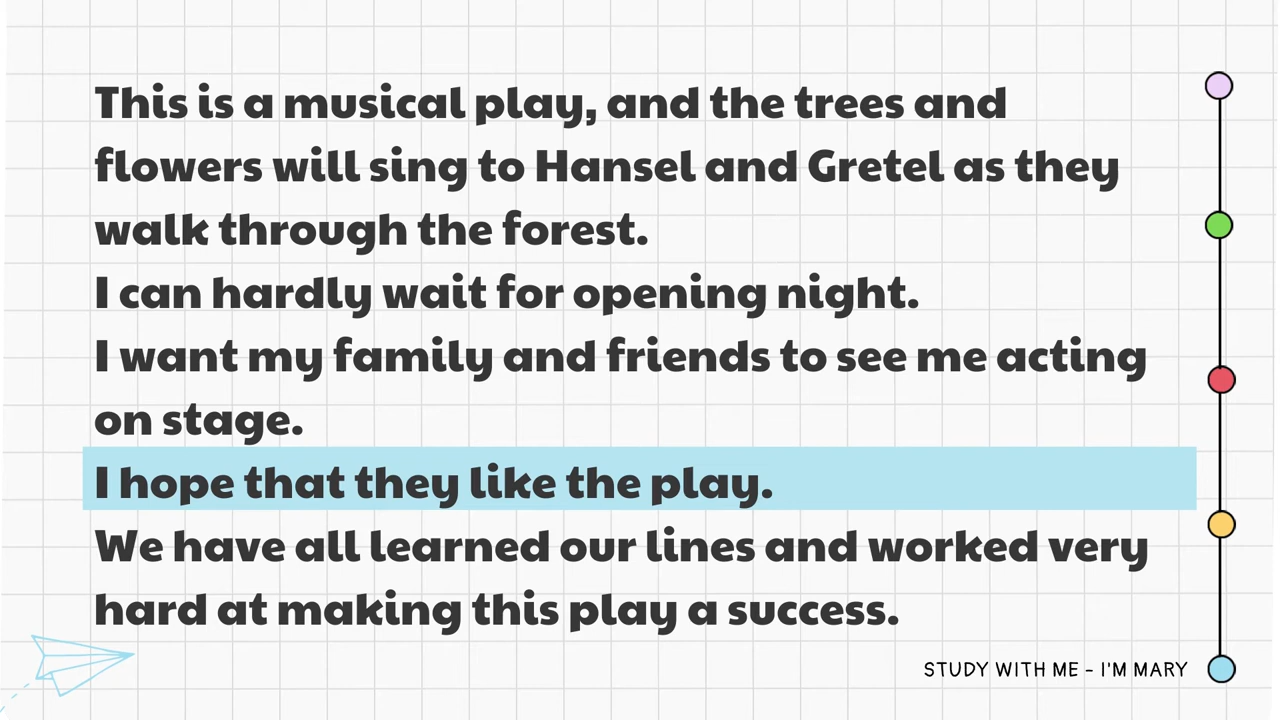 This is a musical play, and the trees and
flowers will sing to Hansel and Gretel as they
walk through the forest.
I can hardly wait for opening night.
I want my family and friends to see me acting
on stage.
I hope that they like the play.
We have all learned our lines and worked very
hard at making this play a success.
STUDY WITH ME - I'M MARY